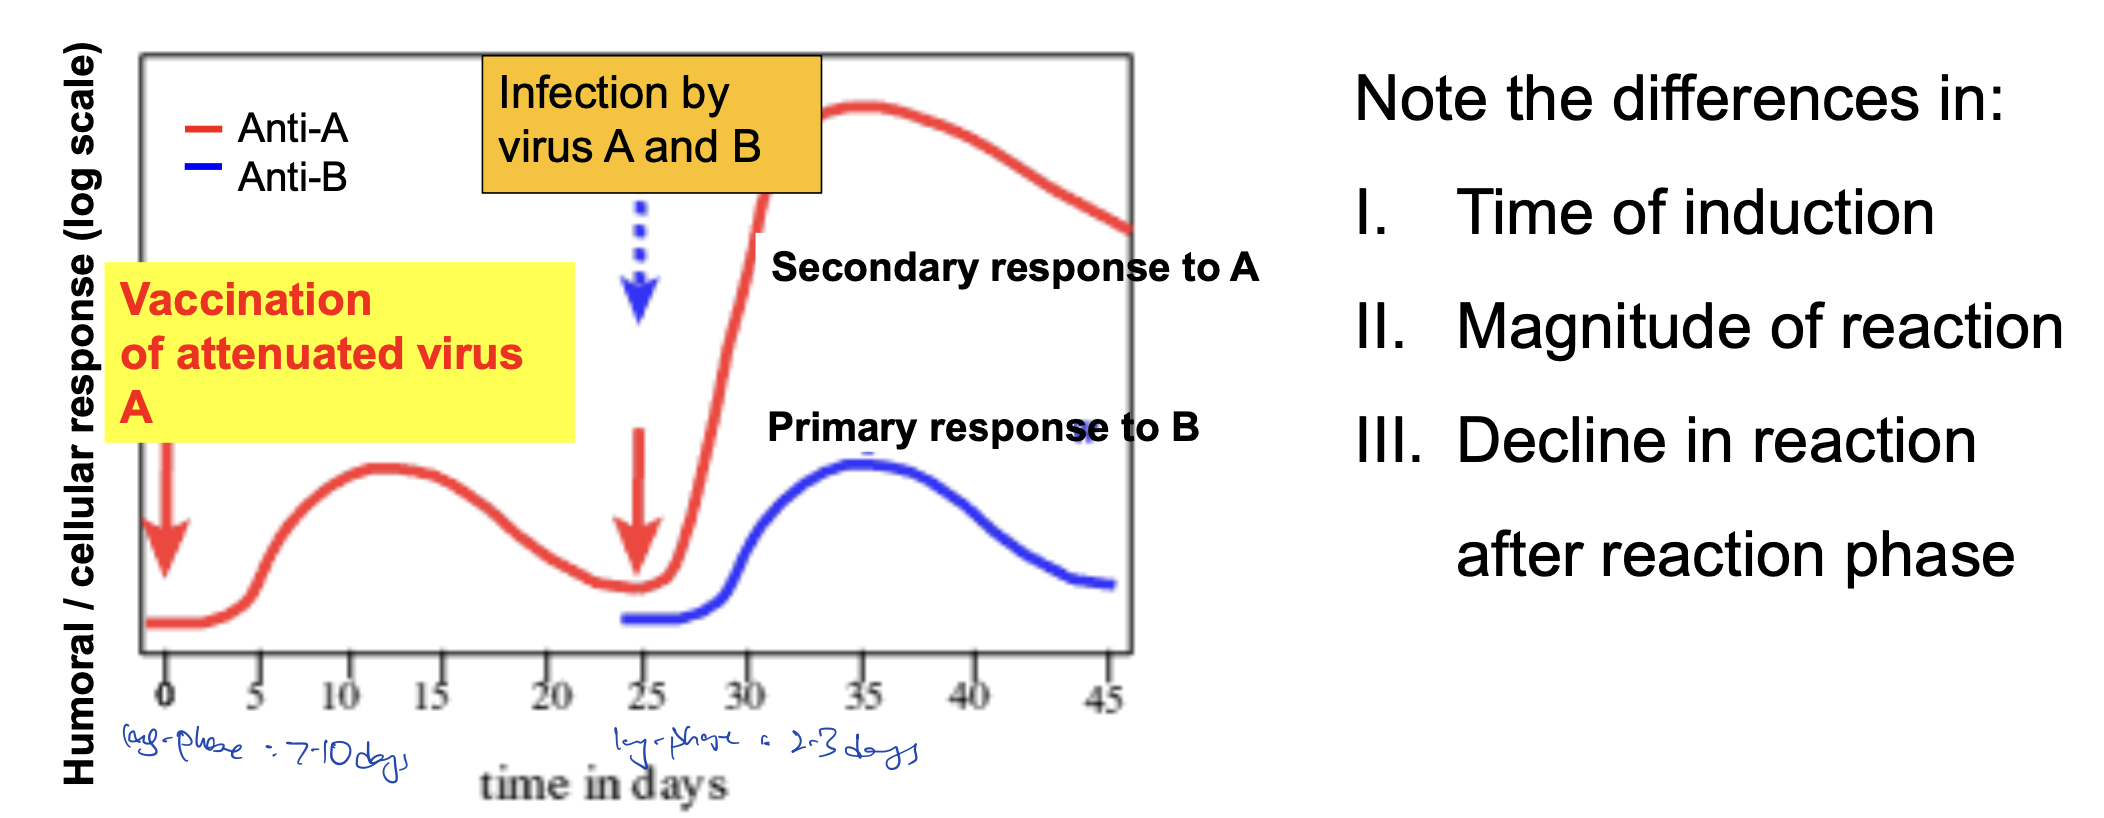 Humoral / cellular response (log scale)
Anti-A
Anti-B
Infection by
virus A and B
Vaccination
of attenuated virus
A
Secondary response to A
Primary response to B
0 5 10 15 20 25 30 35 40 45
lag-phase : 7-10 days
lag-phase = 2-3 days
time in days
Note the differences in:
I. Time of induction
II. Magnitude of reaction
III. Decline in reaction
after reaction phase